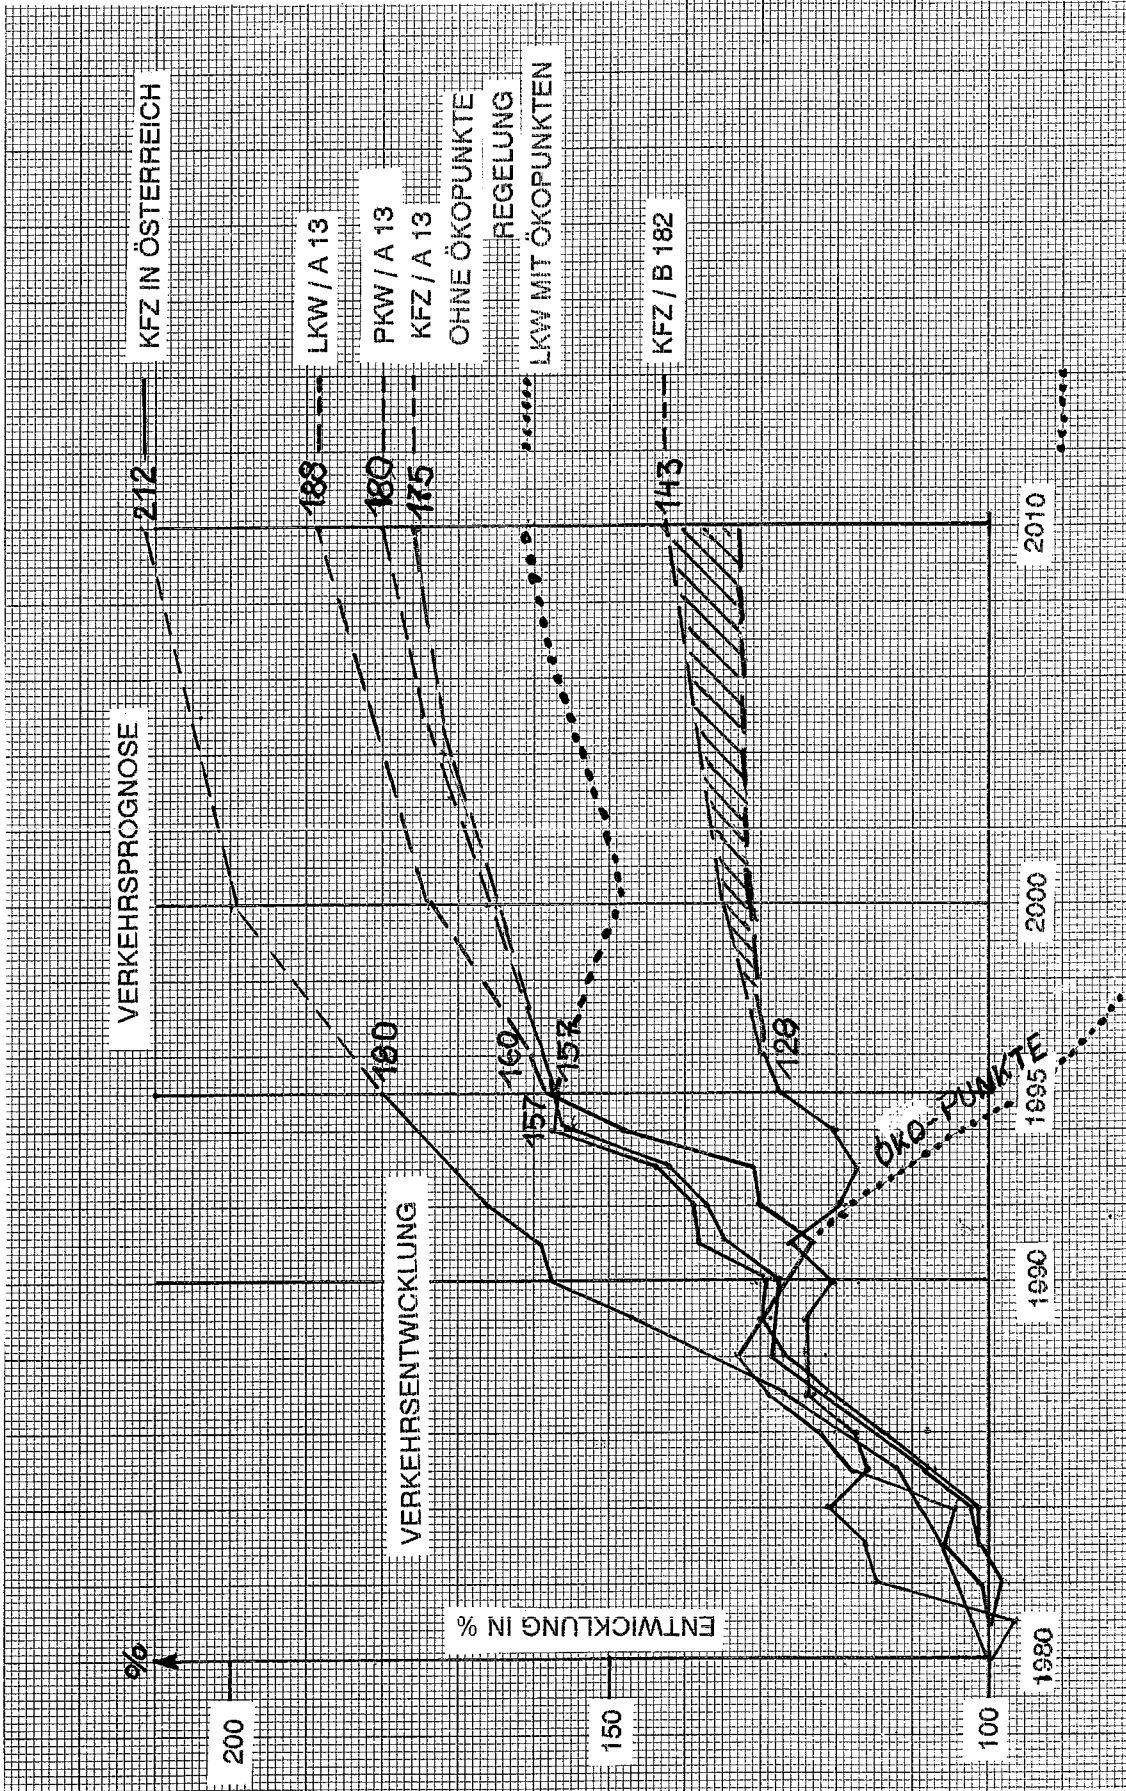 VERKEHRSPROGNOSE
VERKEHRSENTWICKLUNG
%
ENTWICKLUNG IN %
200
150
100
1980
1990
1995
2000
2010
212
KFZ IN ÖSTERREICH
188
LKW / A 13
180
PKW / A 13
175
KFZ / A 13
OHNE ÖKOPUNKTE
REGELUNG
LKW MIT ÖKOPUNKTEN
143
KFZ / B 182
180
160
157
157
128
ÖKO-PUNKTE